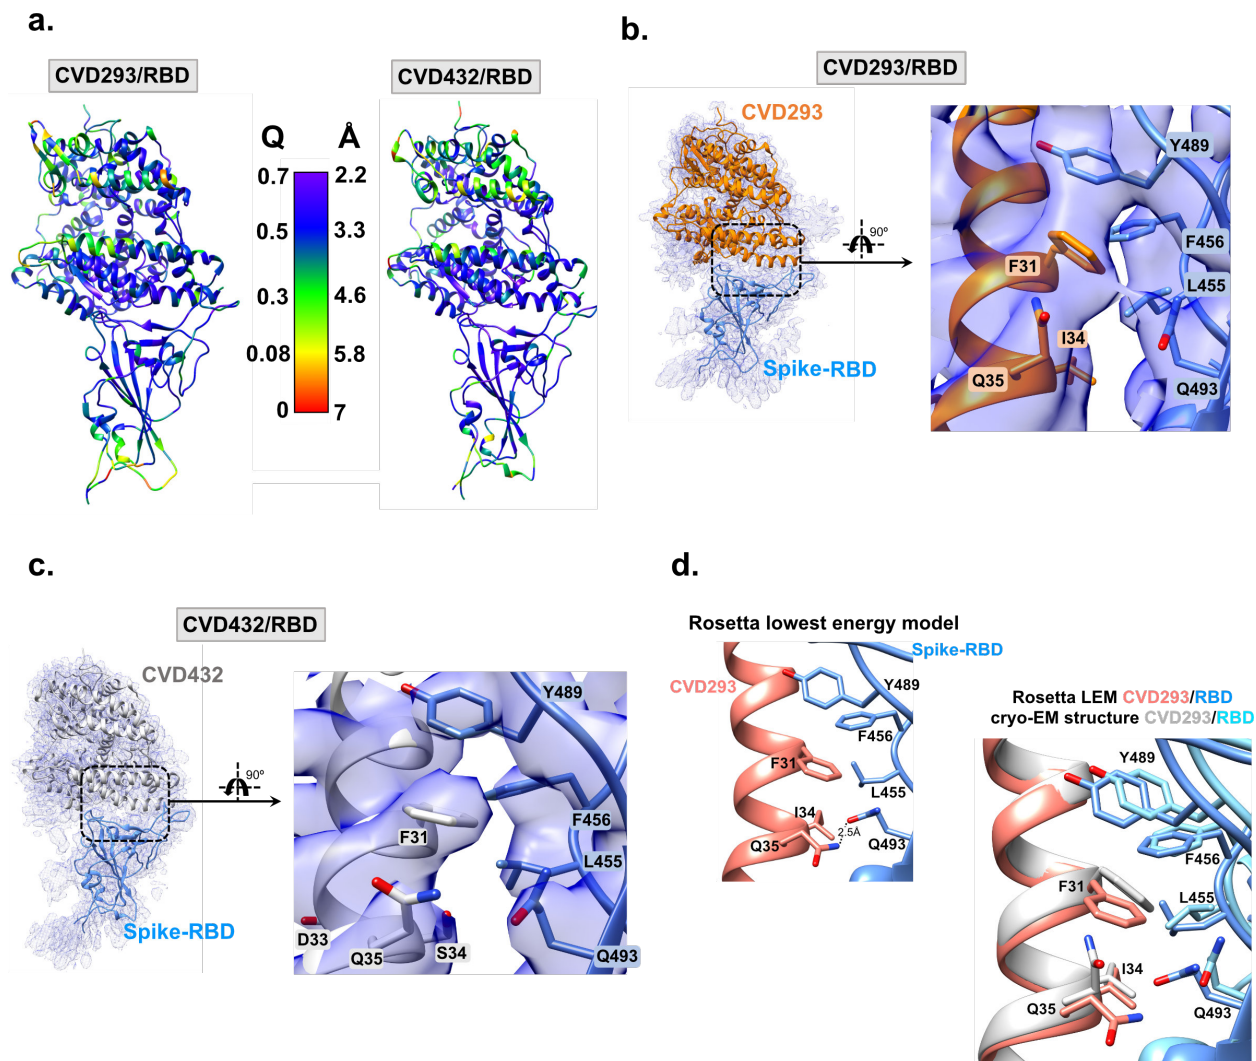 a.
CVD293/RBD
CVD432/RBD
Q Å
0.7 2.2
0.5 3.3
0.3 4.6
0.08 5.8
0 7
b.
CVD293/RBD
CVD293
90º
Spike-RBD
Y489
F456
F31
L455
I34
Q35
Q493
c.
CVD432/RBD
CVD432
90º
Spike-RBD
Y489
F456
F31
L455
D33
Q35
S34
Q493
d.
Rosetta lowest energy model
Spike-RBD
CVD293
Y489
F456
F31
L455
I34
2.5Å
Q35
Q493
Rosetta LEM CVD293/RBD
cryo-EM structure CVD293/RBD
Y489
F456
F31
L455
I34
Q35
Q493